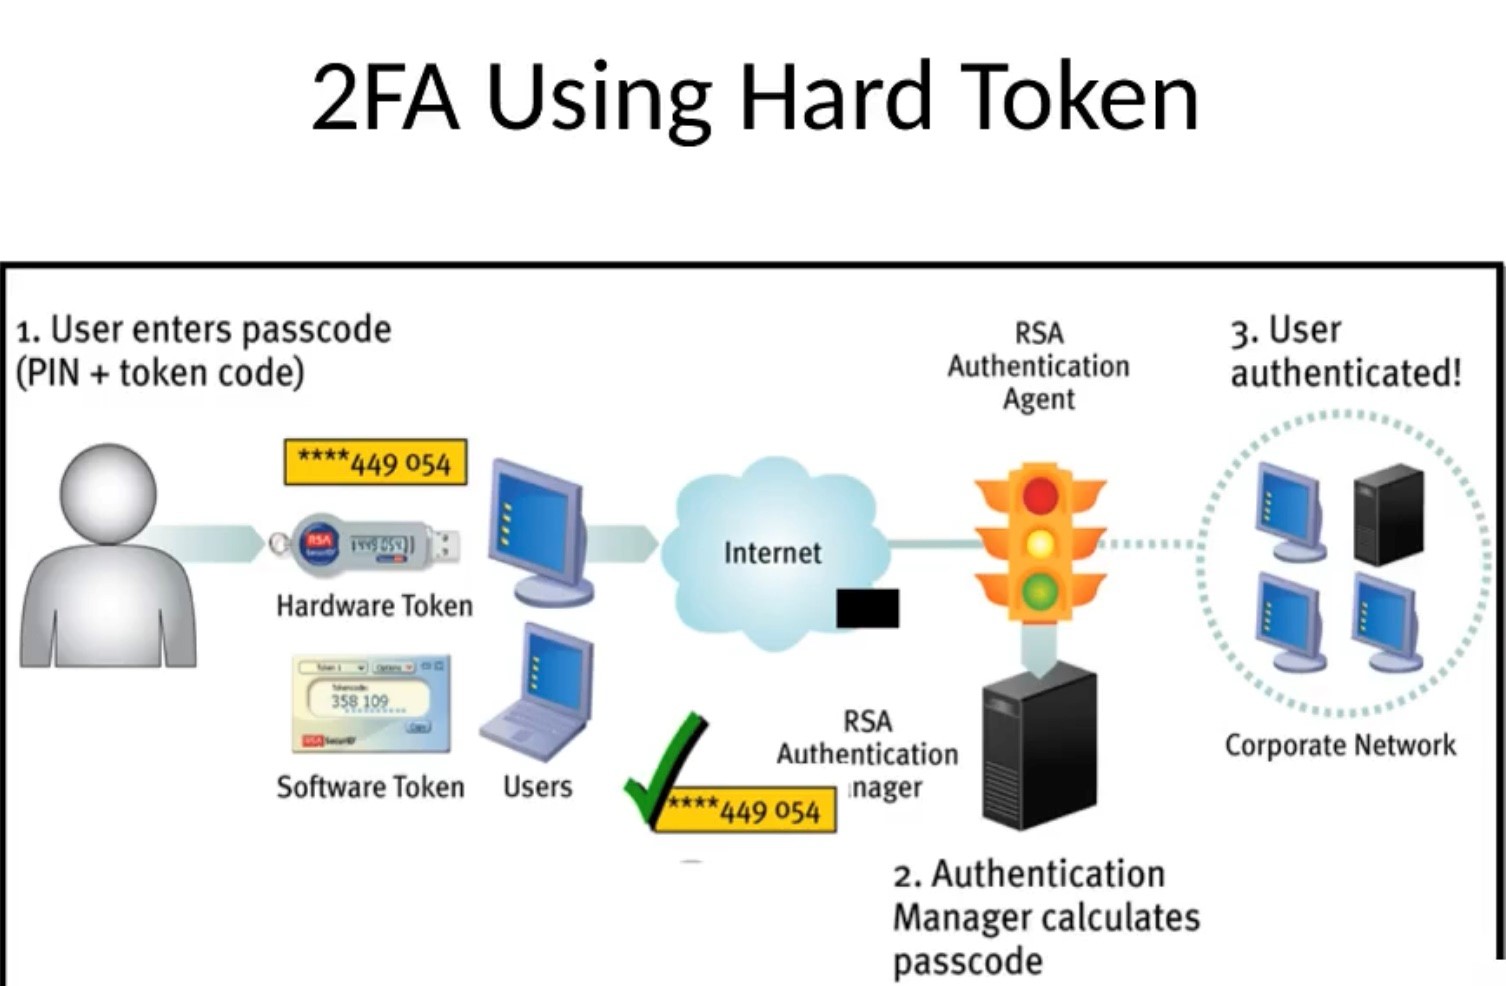 2FA Using Hard Token
1. User enters passcode
(PIN + token code)
****449 054
RSA
SecurID
449 054
Hardware Token
Token 1
Options
Tokencode:
358 109
Copy
RSA SecurID
Software Token
Users
Internet
RSA
Authentication
Agent
RSA
Authentication
nager
****449 054
2. Authentication
Manager calculates
passcode
3. User
authenticated!
Corporate Network